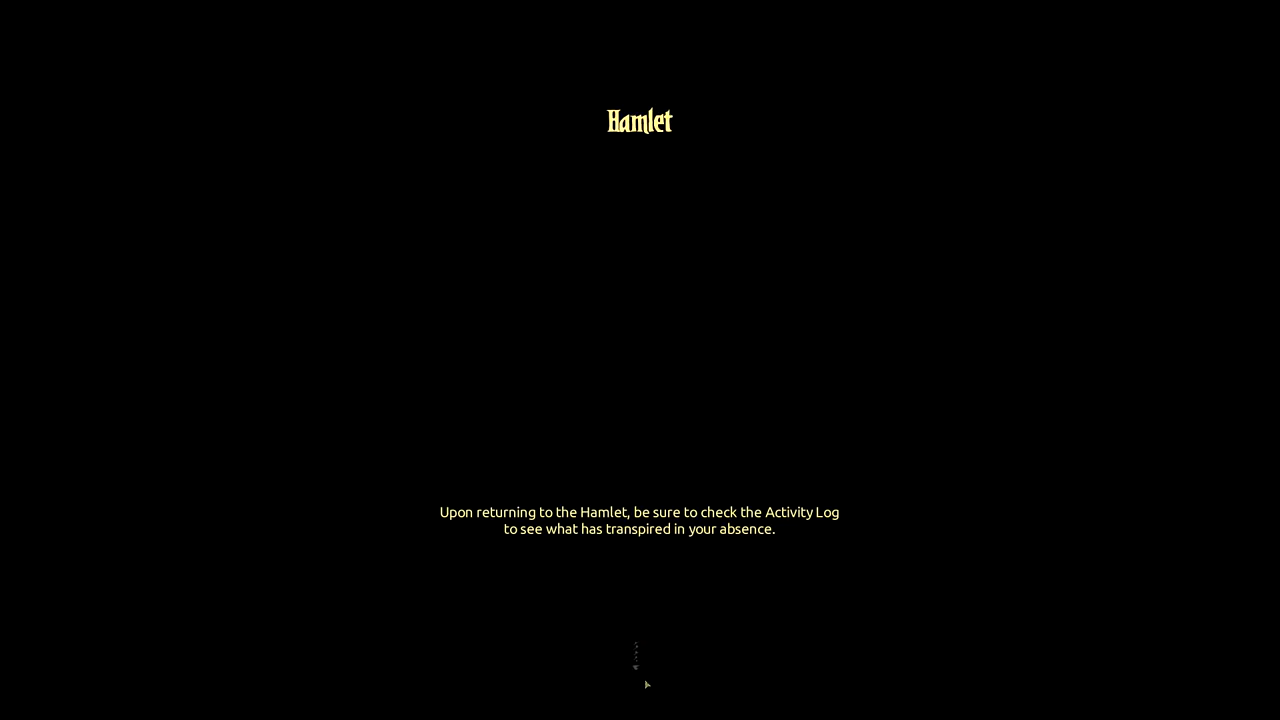 Hamlet
Upon returning to the Hamlet, be sure to check the Activity Log
to see what has transpired in your absence.